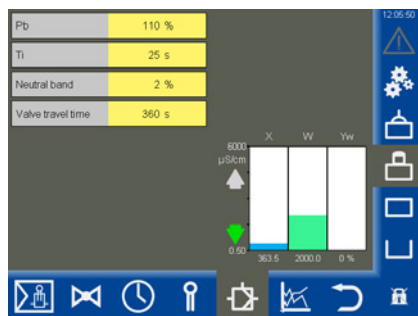 12:05:50
Pb 110 %
Ti 25 s
Neutral band 2 %
Valve travel time 360 s
X W Yw
6000
µS/cm
0.50
363.5 2000.0 0 %